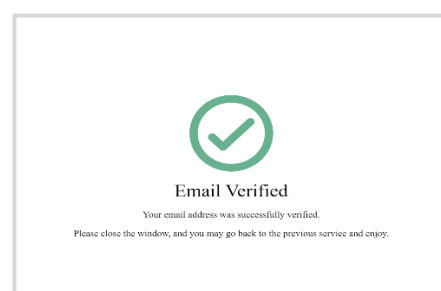 Email Verified
Your email address was successfully verified.
Please close the window, and you may go back to the previous service and enjoy.